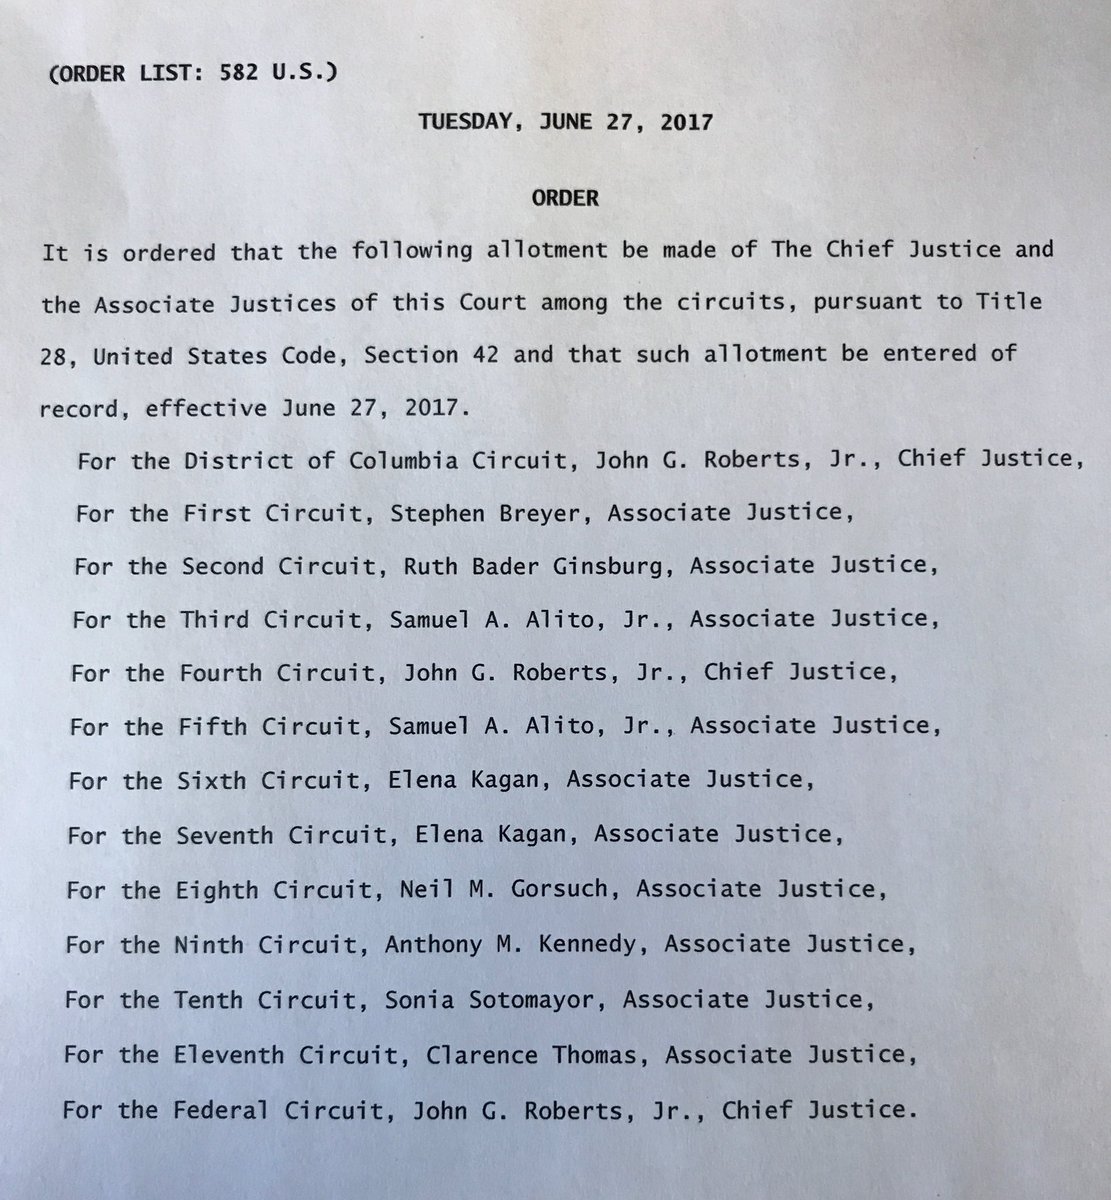 (ORDER LIST: 582 U.S.)
TUESDAY, JUNE 27, 2017
ORDER
It is ordered that the following allotment be made of The Chief Justice and
the Associate Justices of this Court among the circuits, pursuant to Title
28, United States Code, Section 42 and that such allotment be entered of
record, effective June 27, 2017.
For the District of Columbia Circuit, John G. Roberts, Jr., Chief Justice,
For the First Circuit, Stephen Breyer, Associate Justice,
For the Second Circuit, Ruth Bader Ginsburg, Associate Justice,
For the Third Circuit, Samuel A. Alito, Jr., Associate Justice,
For the Fourth Circuit, John G. Roberts, Jr., Chief Justice,
For the Fifth Circuit, Samuel A. Alito, Jr., Associate Justice,
For the Sixth Circuit, Elena Kagan, Associate Justice,
For the Seventh Circuit, Elena Kagan, Associate Justice,
For the Eighth Circuit, Neil M. Gorsuch, Associate Justice,
For the Ninth Circuit, Anthony M. Kennedy, Associate Justice,
For the Tenth Circuit, Sonia Sotomayor, Associate Justice,
For the Eleventh Circuit, Clarence Thomas, Associate Justice,
For the Federal Circuit, John G. Roberts, Jr., Chief Justice.